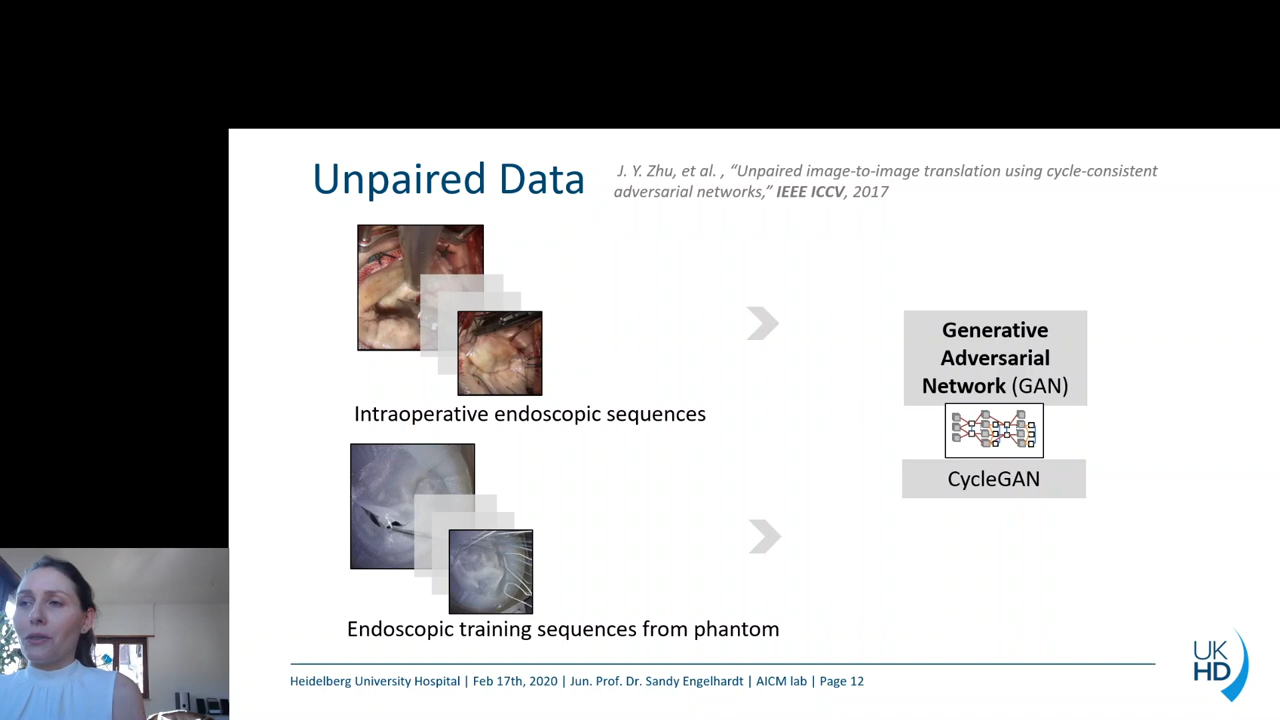 Unpaired Data
J. Y. Zhu, et al. , “Unpaired image-to-image translation using cycle-consistent
adversarial networks,” IEEE ICCV, 2017
Intraoperative endoscopic sequences
Generative
Adversarial
Network (GAN)
CycleGAN
Endoscopic training sequences from phantom
Heidelberg University Hospital | Feb 17th, 2020 | Jun. Prof. Dr. Sandy Engelhardt | AICM lab | Page 12
UK
HD